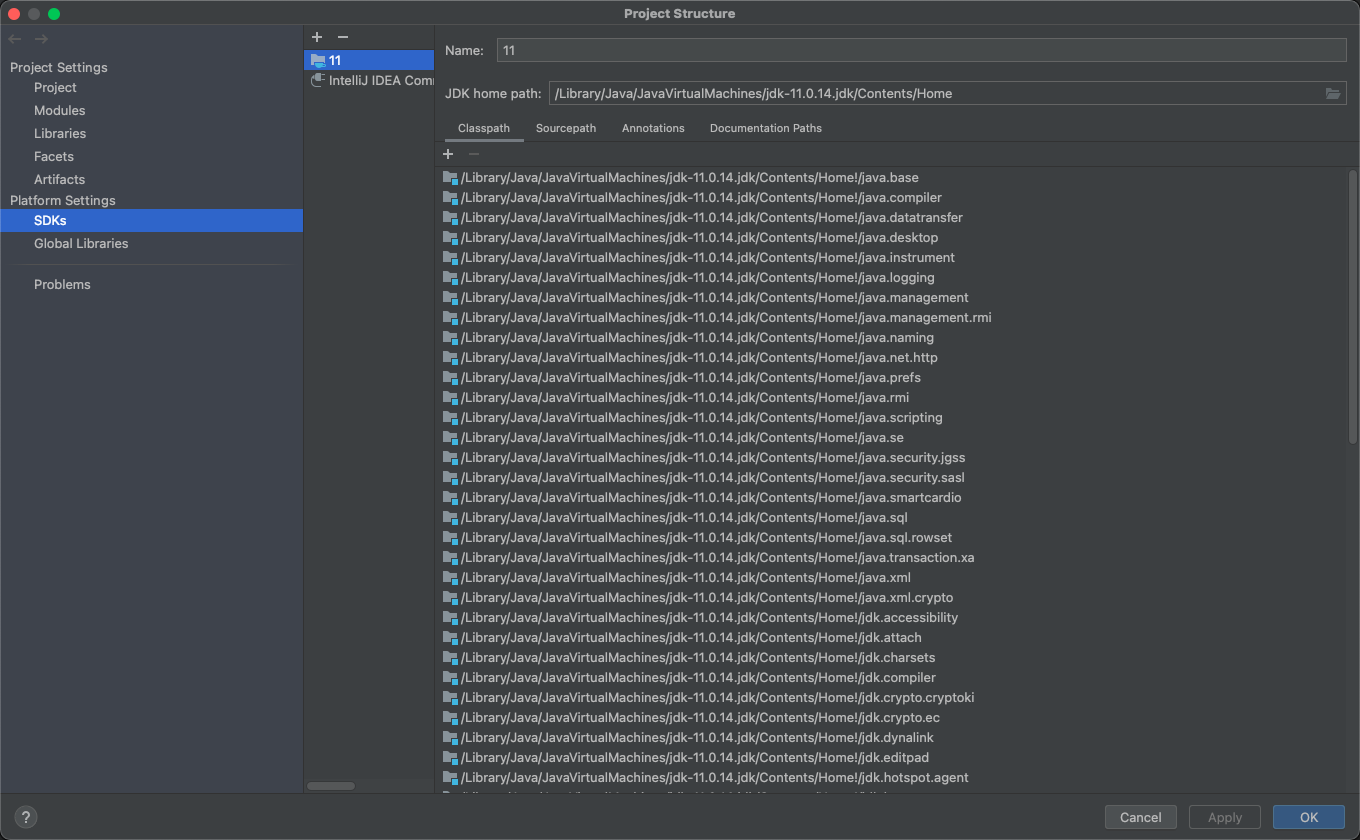 Project Structure
Project Settings
Project
Modules
Libraries
Facets
Artifacts
Platform Settings
SDKs
Global Libraries
Problems
11
IntelliJ IDEA Com
Name: 11
JDK home path: /Library/Java/JavaVirtualMachines/jdk-11.0.14.jdk/Contents/Home
Classpath Sourcepath Annotations Documentation Paths
/Library/Java/JavaVirtualMachines/jdk-11.0.14.jdk/Contents/Home!/java.base
/Library/Java/JavaVirtualMachines/jdk-11.0.14.jdk/Contents/Home!/java.compiler
/Library/Java/JavaVirtualMachines/jdk-11.0.14.jdk/Contents/Home!/java.datatransfer
/Library/Java/JavaVirtualMachines/jdk-11.0.14.jdk/Contents/Home!/java.desktop
/Library/Java/JavaVirtualMachines/jdk-11.0.14.jdk/Contents/Home!/java.instrument
/Library/Java/JavaVirtualMachines/jdk-11.0.14.jdk/Contents/Home!/java.logging
/Library/Java/JavaVirtualMachines/jdk-11.0.14.jdk/Contents/Home!/java.management
/Library/Java/JavaVirtualMachines/jdk-11.0.14.jdk/Contents/Home!/java.management.rmi
/Library/Java/JavaVirtualMachines/jdk-11.0.14.jdk/Contents/Home!/java.naming
/Library/Java/JavaVirtualMachines/jdk-11.0.14.jdk/Contents/Home!/java.net.http
/Library/Java/JavaVirtualMachines/jdk-11.0.14.jdk/Contents/Home!/java.prefs
/Library/Java/JavaVirtualMachines/jdk-11.0.14.jdk/Contents/Home!/java.rmi
/Library/Java/JavaVirtualMachines/jdk-11.0.14.jdk/Contents/Home!/java.scripting
/Library/Java/JavaVirtualMachines/jdk-11.0.14.jdk/Contents/Home!/java.se
/Library/Java/JavaVirtualMachines/jdk-11.0.14.jdk/Contents/Home!/java.security.jgss
/Library/Java/JavaVirtualMachines/jdk-11.0.14.jdk/Contents/Home!/java.security.sasl
/Library/Java/JavaVirtualMachines/jdk-11.0.14.jdk/Contents/Home!/java.smartcardio
/Library/Java/JavaVirtualMachines/jdk-11.0.14.jdk/Contents/Home!/java.sql
/Library/Java/JavaVirtualMachines/jdk-11.0.14.jdk/Contents/Home!/java.sql.rowset
/Library/Java/JavaVirtualMachines/jdk-11.0.14.jdk/Contents/Home!/java.transaction.xa
/Library/Java/JavaVirtualMachines/jdk-11.0.14.jdk/Contents/Home!/java.xml
/Library/Java/JavaVirtualMachines/jdk-11.0.14.jdk/Contents/Home!/java.xml.crypto
/Library/Java/JavaVirtualMachines/jdk-11.0.14.jdk/Contents/Home!/jdk.accessibility
/Library/Java/JavaVirtualMachines/jdk-11.0.14.jdk/Contents/Home!/jdk.attach
/Library/Java/JavaVirtualMachines/jdk-11.0.14.jdk/Contents/Home!/jdk.charsets
/Library/Java/JavaVirtualMachines/jdk-11.0.14.jdk/Contents/Home!/jdk.compiler
/Library/Java/JavaVirtualMachines/jdk-11.0.14.jdk/Contents/Home!/jdk.crypto.cryptoki
/Library/Java/JavaVirtualMachines/jdk-11.0.14.jdk/Contents/Home!/jdk.crypto.ec
/Library/Java/JavaVirtualMachines/jdk-11.0.14.jdk/Contents/Home!/jdk.dynalink
/Library/Java/JavaVirtualMachines/jdk-11.0.14.jdk/Contents/Home!/jdk.editpad
/Library/Java/JavaVirtualMachines/jdk-11.0.14.jdk/Contents/Home!/jdk.hotspot.agent
? Cancel Apply OK